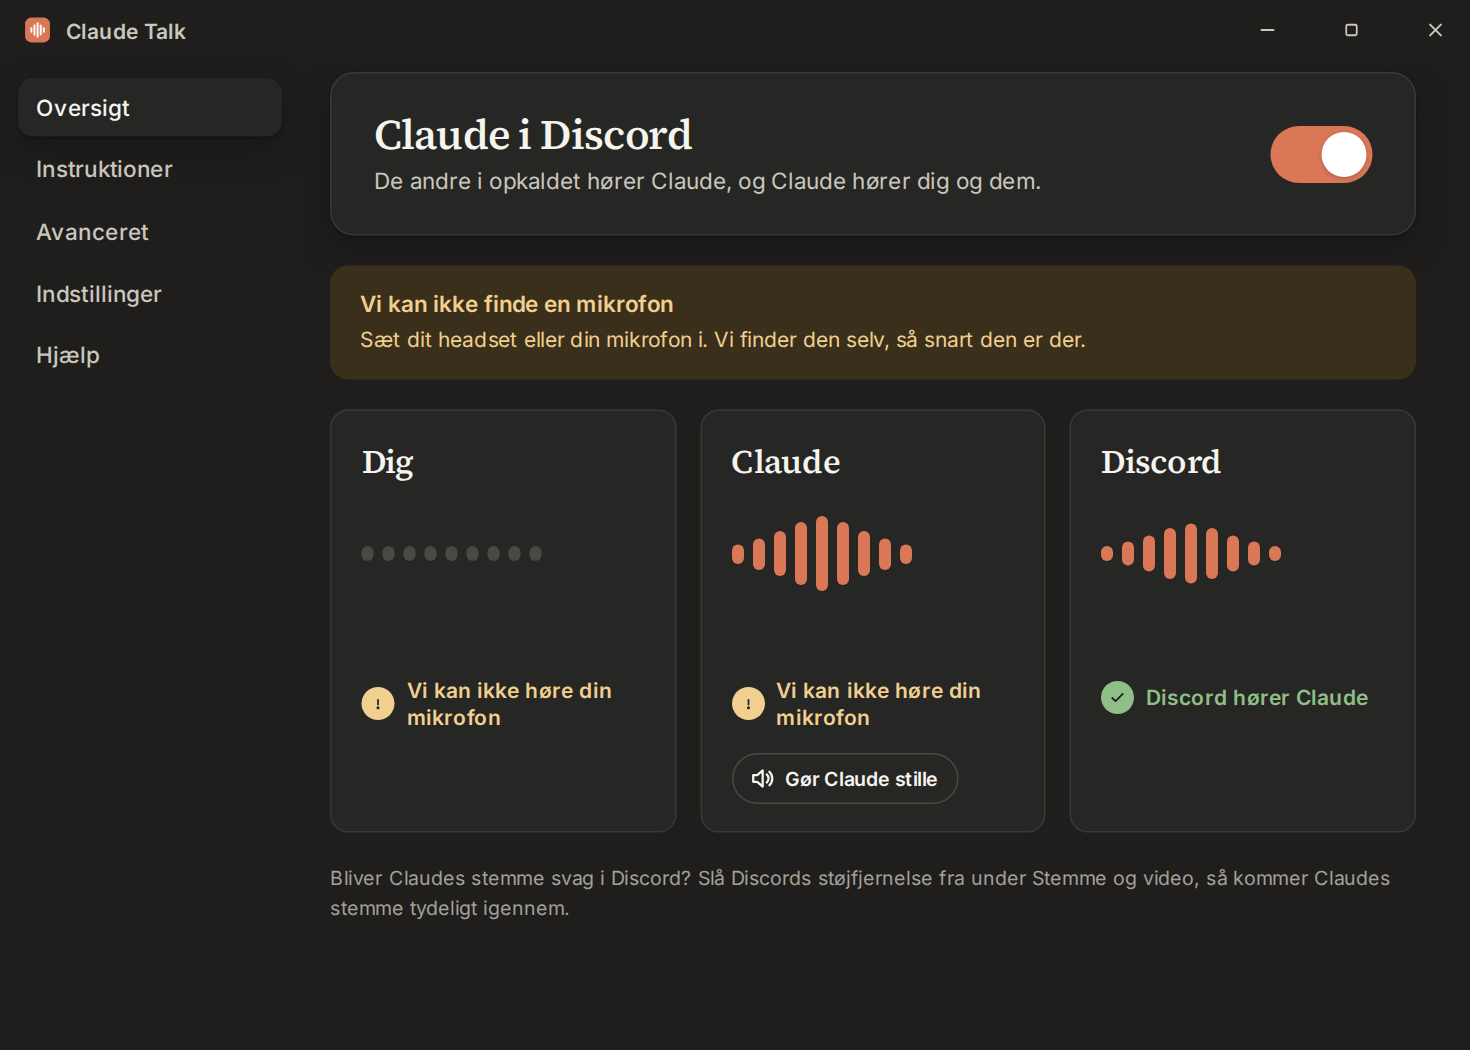 Claude Talk
Oversigt
Instruktioner
Avanceret
Indstillinger
Hjælp
Claude i Discord
De andre i opkaldet hører Claude, og Claude hører dig og dem.
Vi kan ikke finde en mikrofon
Sæt dit headset eller din mikrofon i. Vi finder den selv, så snart den er der.
Dig
Vi kan ikke høre din
mikrofon
Claude
Vi kan ikke høre din
mikrofon
Gør Claude stille
Discord
Discord hører Claude
Bliver Claudes stemme svag i Discord? Slå Discords støjfjernelse fra under Stemme og video, så kommer Claudes
stemme tydeligt igennem.